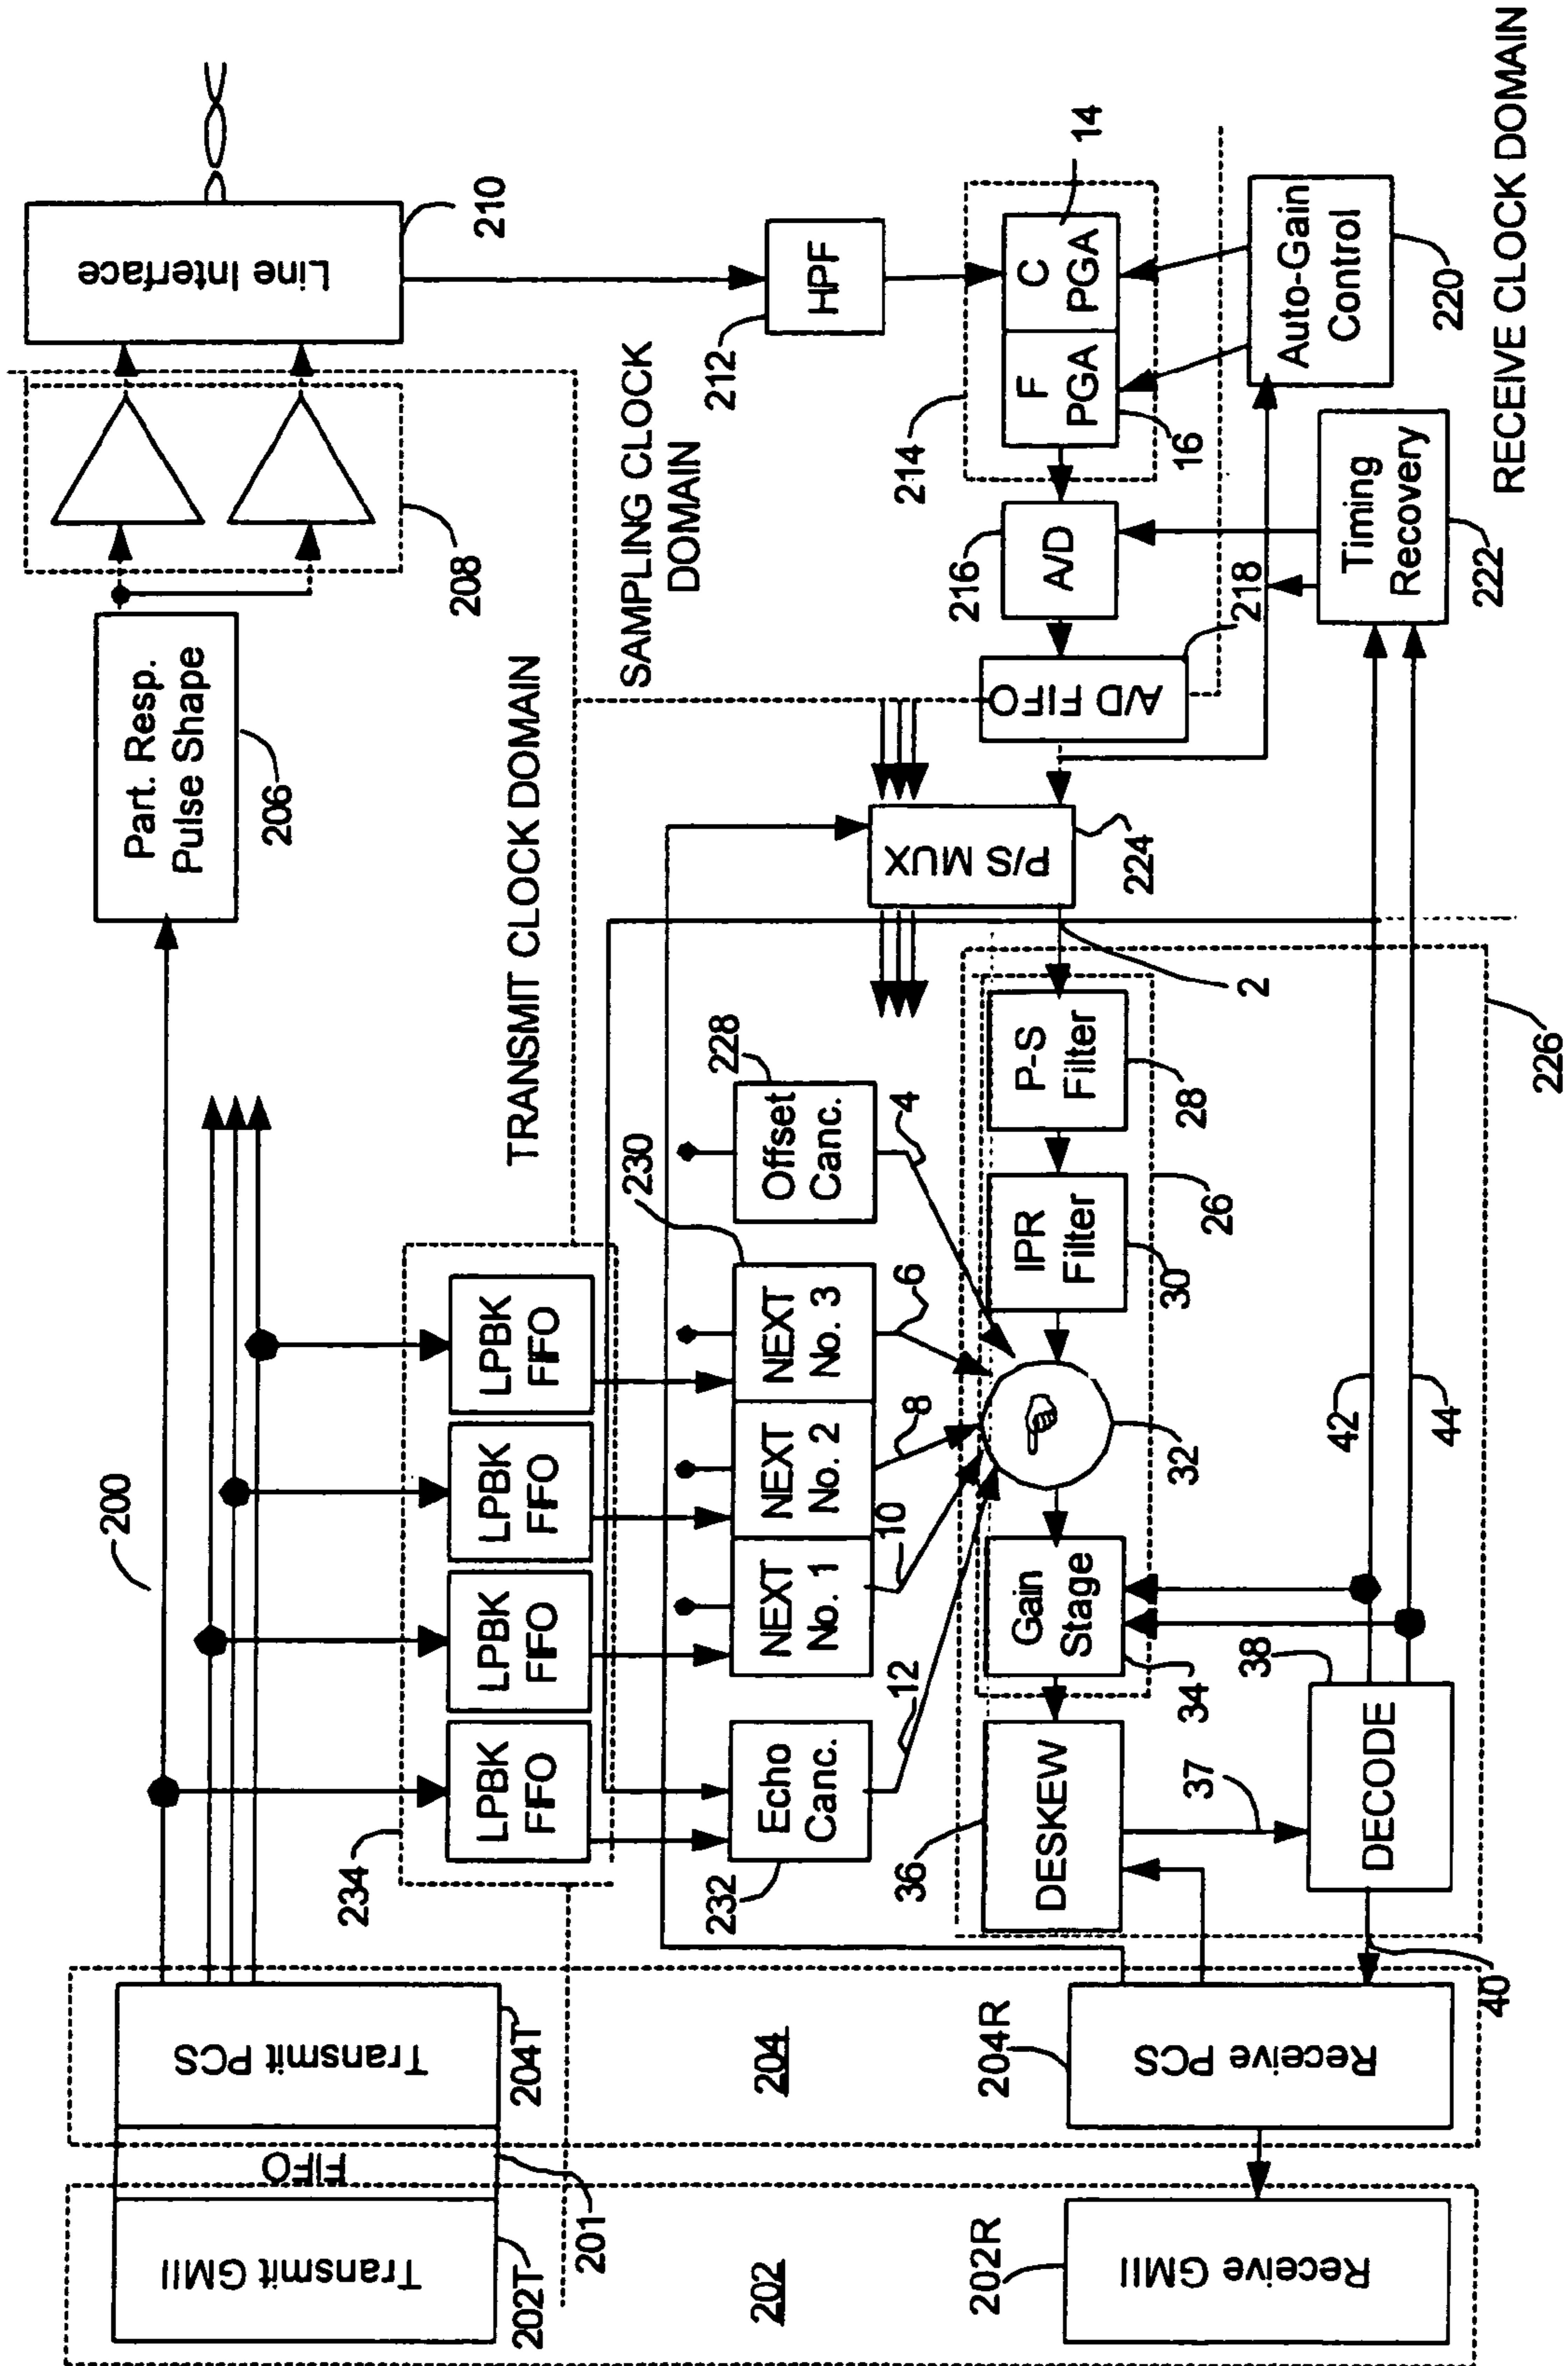 200
Part. Resp.
Pulse Shape
206
208
Line Interface
210
TRANSMIT CLOCK DOMAIN
SAMPLING CLOCK
DOMAIN
RECEIVE CLOCK DOMAIN
Transmit GMII
202T
FIFO
201
Transmit PCS
204T
234
LPBK
FIFO
LPBK
FIFO
LPBK
FIFO
LPBK
FIFO
202
204
232
Echo
Canc.
12
NEXT
No. 1
10
NEXT
No. 2
8
NEXT
No. 3
6
230
Offset
Canc.
228
4
212
HPF
P/S MUX
224
A/D FIFO
218
A/D
216
214
F
PGA
16
C
PGA
14
2
P-S
Filter
28
IPR
Filter
30
26
32
Gain
Stage
34
DESKEW
36
37
DECODE
38
40
42
44
Timing
Recovery
222
Auto-Gain
Control
220
226
Receive PCS
204R
Receive GMII
202R